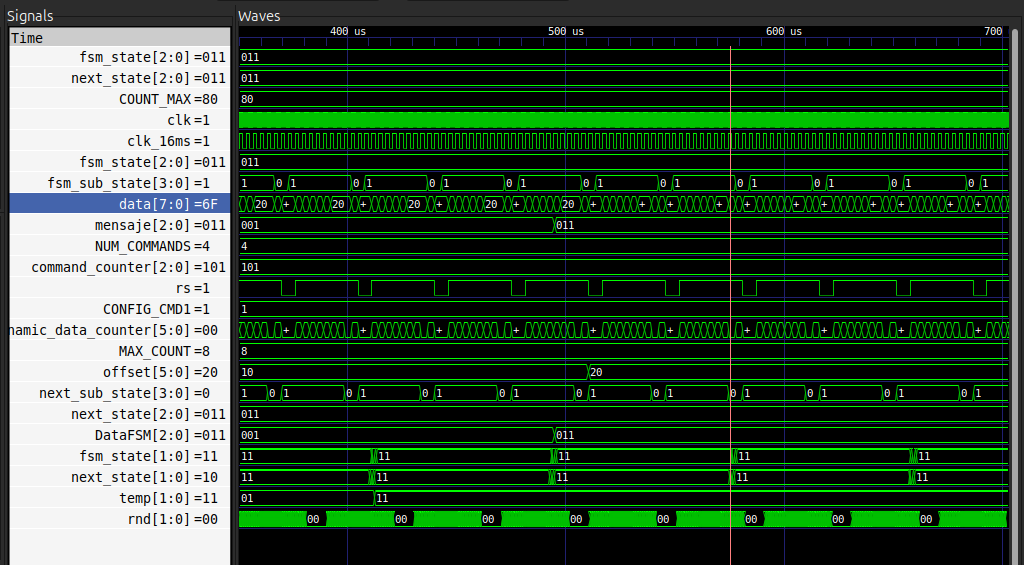 Signals Waves
Time 400 us 500 us 600 us 700
fsm_state[2:0] =011 011
next_state[2:0] =011 011
COUNT_MAX =80 80
clk =1
clk_16ms =1
fsm_state[2:0] =011 011
fsm_sub_state[3:0] =1 1 0 1 0 1 0 1 0 1 0 1 0 1 0 1 0 1 0 1 0 1
data[7:0] =6F 20 + 20 + 20 + 20 + 20 + + + + + +
mensaje[2:0] =011 001 011
NUM_COMMANDS =4 4
command_counter[2:0] =101 101
rs =1
CONFIG_CMD1 =1 1
namic_data_counter[5:0] =00 + + + + + + + + + +
MAX_COUNT =8 8
offset[5:0] =20 10 20
next_sub_state[3:0] =0 1 0 1 0 1 0 1 0 1 0 1 0 1 0 1 0 1 0 1 0 1
next_state[2:0] =011 011
DataFSM[2:0] =011 001 011
fsm_state[1:0] =11 11 11 11 11 11
next_state[1:0] =10 11 11 11 11 11
temp[1:0] =11 01 11
rnd[1:0] =00 00 00 00 00 00 00 00 00